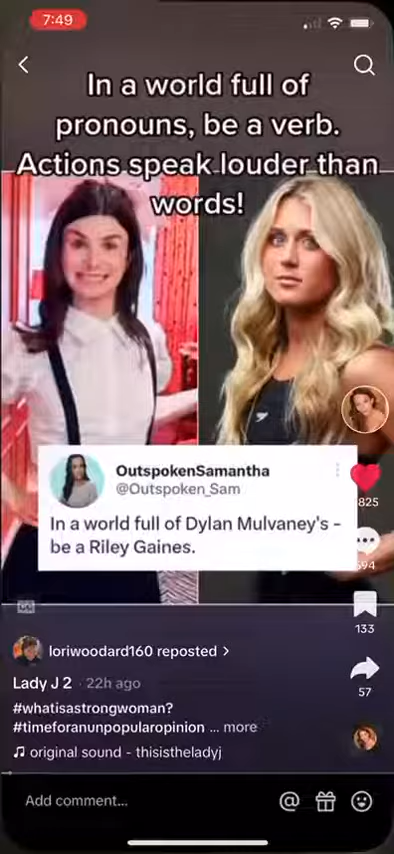 7:49
In a world full of
pronouns, be a verb.
Actions speak louder than
words!
OutspokenSamantha
@Outspoken_Sam
In a world full of Dylan Mulvaney's -
be a Riley Gaines.
825
594
133
57
loriwoodard160 reposted >
Lady J 2 · 22h ago
#whatisastrongwoman?
#timeforanunpopularopinion ... more
original sound - thisistheladyj
Add comment...